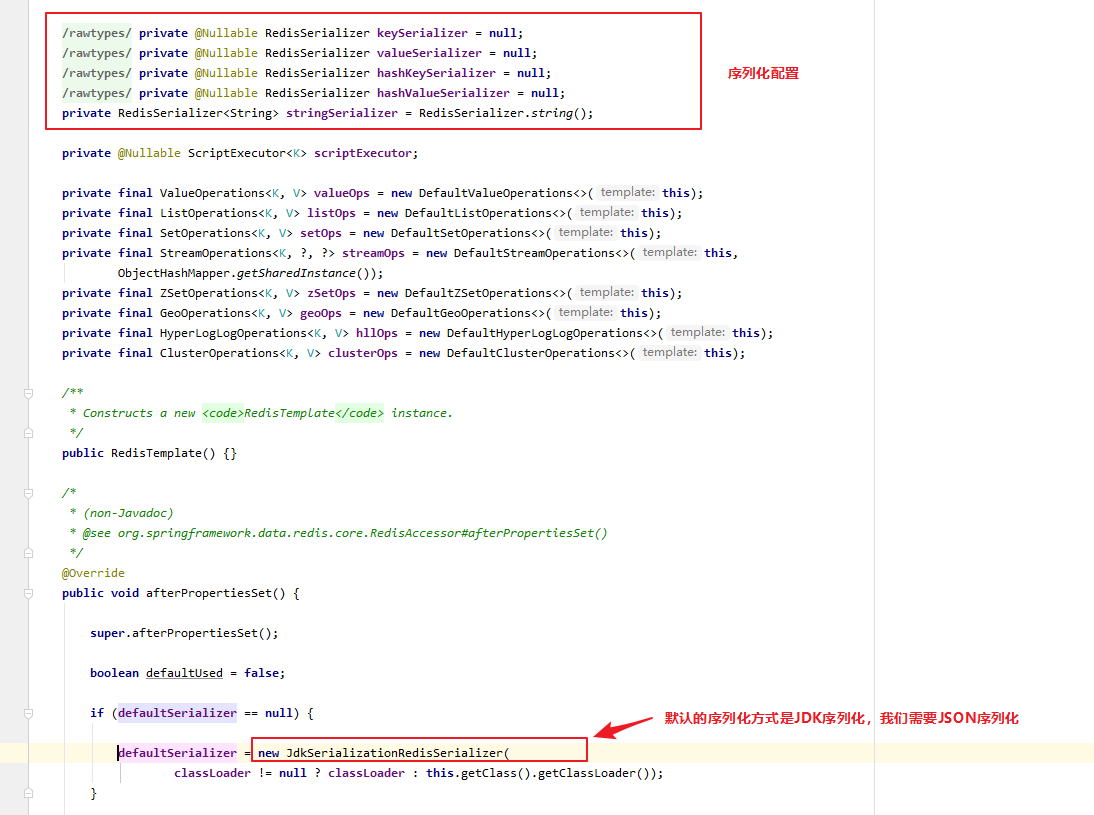 /rawtypes/ private @Nullable RedisSerializer keySerializer = null;
/rawtypes/ private @Nullable RedisSerializer valueSerializer = null;
/rawtypes/ private @Nullable RedisSerializer hashKeySerializer = null;
序列化配置
/rawtypes/ private @Nullable RedisSerializer hashValueSerializer = null;
private RedisSerializer<String> stringSerializer = RedisSerializer.string();
private @Nullable ScriptExecutor<K> scriptExecutor;
private final ValueOperations<K, V> valueOps = new DefaultValueOperations<>( template: this);
private final ListOperations<K, V> listOps = new DefaultListOperations<>( template: this);
private final SetOperations<K, V> setOps = new DefaultSetOperations<>( template: this);
private final StreamOperations<K, ?, ?> streamOps = new DefaultStreamOperations<>( template: this,
ObjectHashMapper.getSharedInstance());
private final ZSetOperations<K, V> zSetOps = new DefaultZSetOperations<>( template: this);
private final GeoOperations<K, V> geoOps = new DefaultGeoOperations<>( template: this);
private final HyperLogLogOperations<K, V> hllOps = new DefaultHyperLogLogOperations<>( template: this);
private final ClusterOperations<K, V> clusterOps = new DefaultClusterOperations<>( template: this);
/**
* Constructs a new <code>RedisTemplate</code> instance.
*/
public RedisTemplate() {}
/*
* (non-Javadoc)
* @see org.springframework.data.redis.core.RedisAccessor#afterPropertiesSet()
*/
@Override
public void afterPropertiesSet() {
super.afterPropertiesSet();
boolean defaultUsed = false;
if (defaultSerializer == null) {
默认的序列化方式是JDK序列化，我们需要JSON序列化
defaultSerializer = new JdkSerializationRedisSerializer(
classLoader != null ? classLoader : this.getClass().getClassLoader());
}